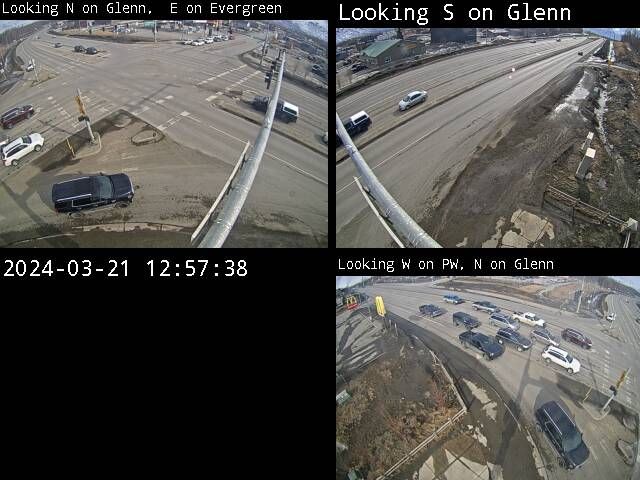 Looking N on Glenn,  E on Evergreen
Looking S on Glenn
2024-03-21 12:57:38
Looking W on PW, N on Glenn